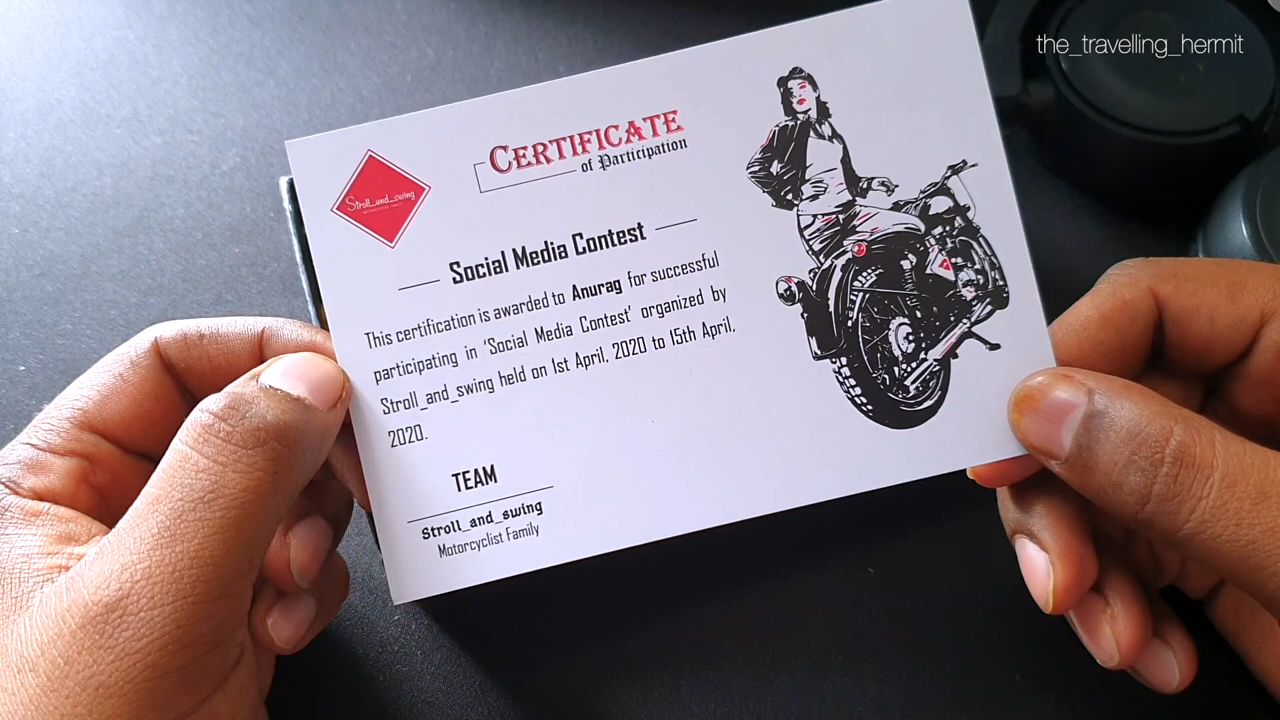 the_travelling_hermit
CERTIFICATE
of Participation
Stroll_and_swing
Social Media Contest
This certification is awarded to Anurag for successful
participating in ‘Social Media Contest’ organized by
Stroll_and_swing held on 1st April, 2020 to 15th April,
2020.
TEAM
Stroll_and_swing
Motorcyclist Family